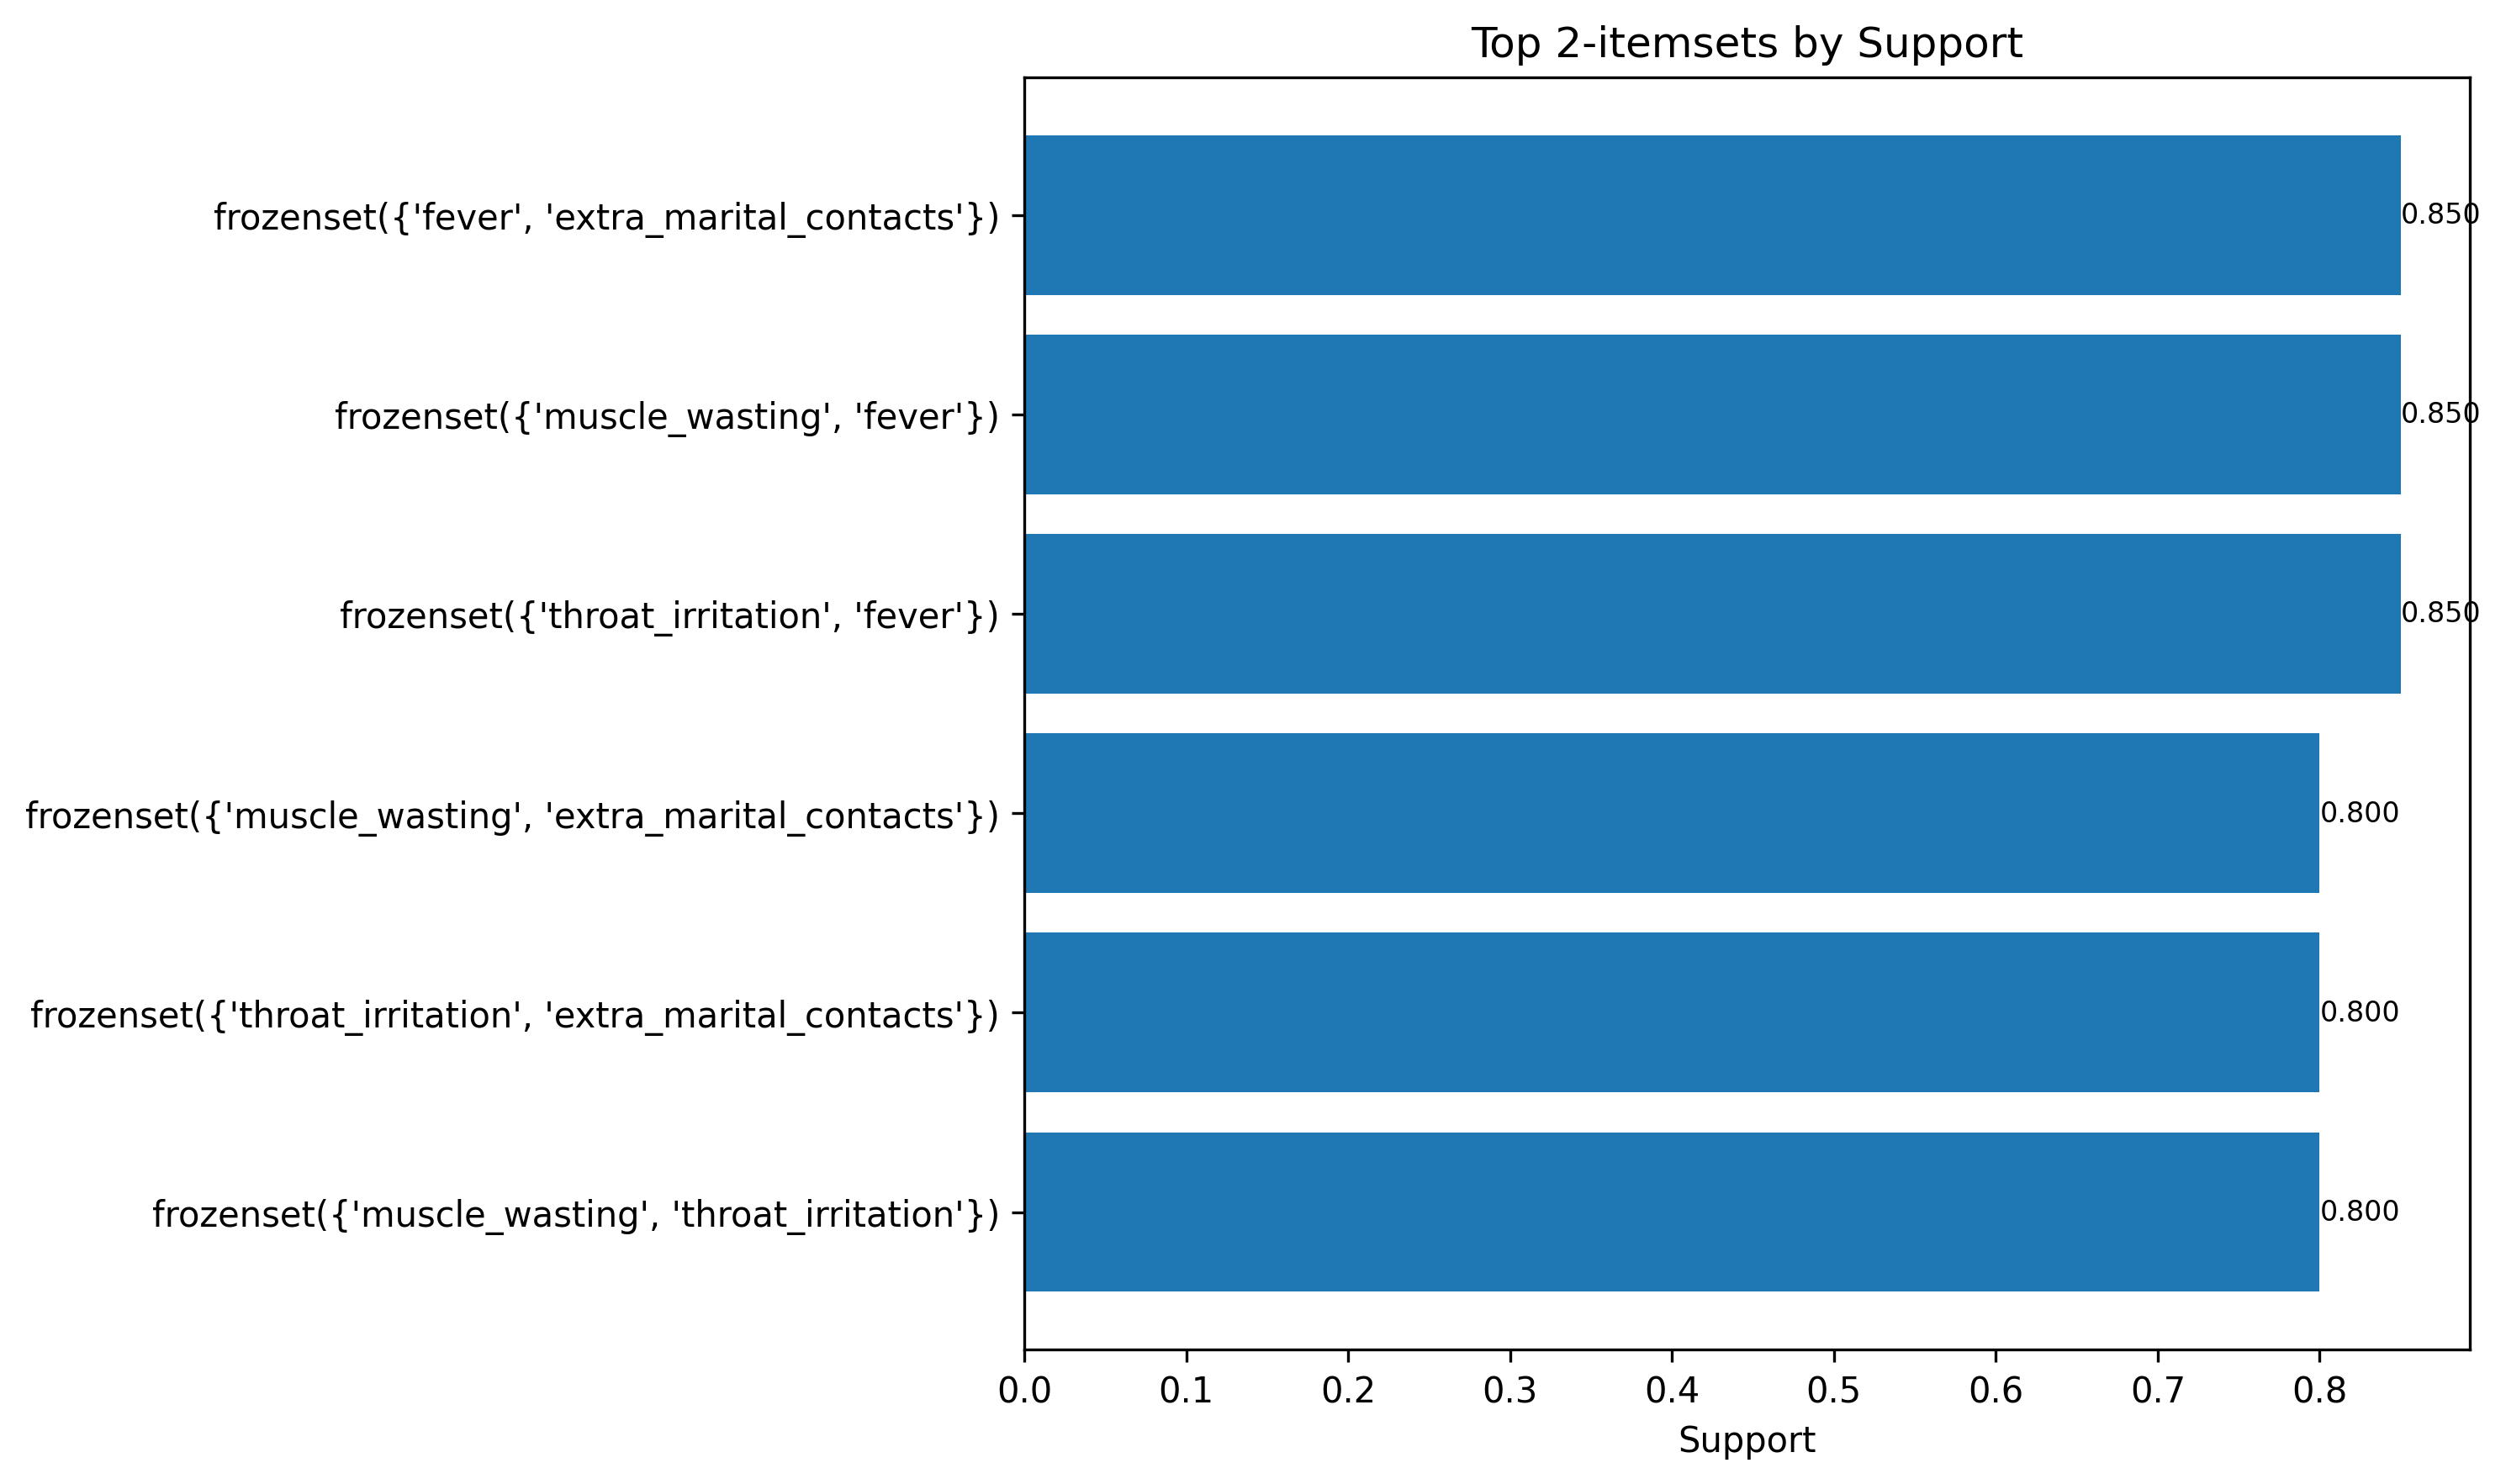 Top 2-itemsets by Support
frozenset({'fever', 'extra_marital_contacts'})
0.850
frozenset({'muscle_wasting', 'fever'})
0.850
frozenset({'throat_irritation', 'fever'})
0.850
frozenset({'muscle_wasting', 'extra_marital_contacts'})
0.800
frozenset({'throat_irritation', 'extra_marital_contacts'})
0.800
frozenset({'muscle_wasting', 'throat_irritation'})
0.800
0.0 0.1 0.2 0.3 0.4 0.5 0.6 0.7 0.8
Support